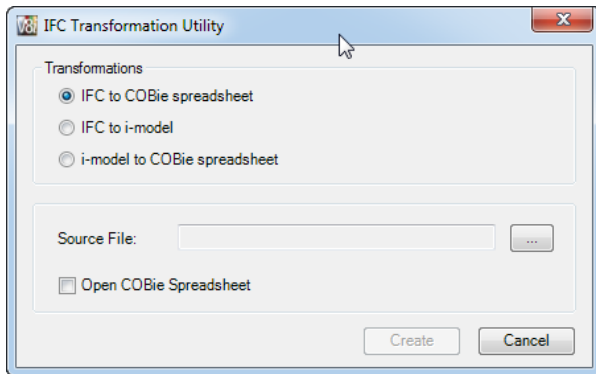 V8i IFC Transformation Utility
Transformations
IFC to COBie spreadsheet
IFC to i-model
i-model to COBie spreadsheet
Source File:
...
Open COBie Spreadsheet
Create Cancel